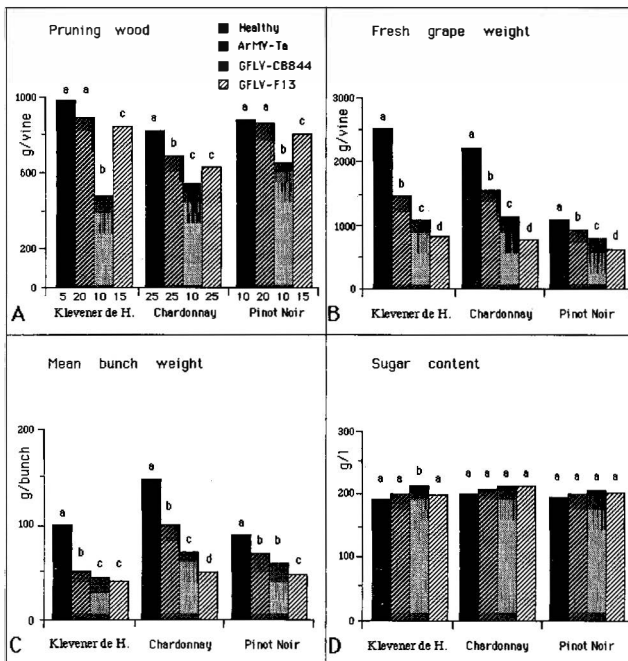 Pruning wood
Healthy
ArMV-Ta
GFLV-CB844
GFLV-F13
g/vine
1000
800
600
400
200
0
a a b c
a b c c
a a b c
5 20 10 15
25 25 10 25
10 20 10 15
Klevener de H. Chardonnay Pinot Noir
A
Fresh grape weight
g/vine
3000
2000
1000
0
a b c d
a b c d
a b c d
Klevener de H. Chardonnay Pinot Noir
B
Mean bunch weight
g/bunch
200
100
0
a b c c
a b c d
a b b c
Klevener de H. Chardonnay Pinot Noir
C
Sugar content
g/l
300
200
100
0
a a b a
a a a a
a a a a
Klevener de H. Chardonnay Pinot Noir
D